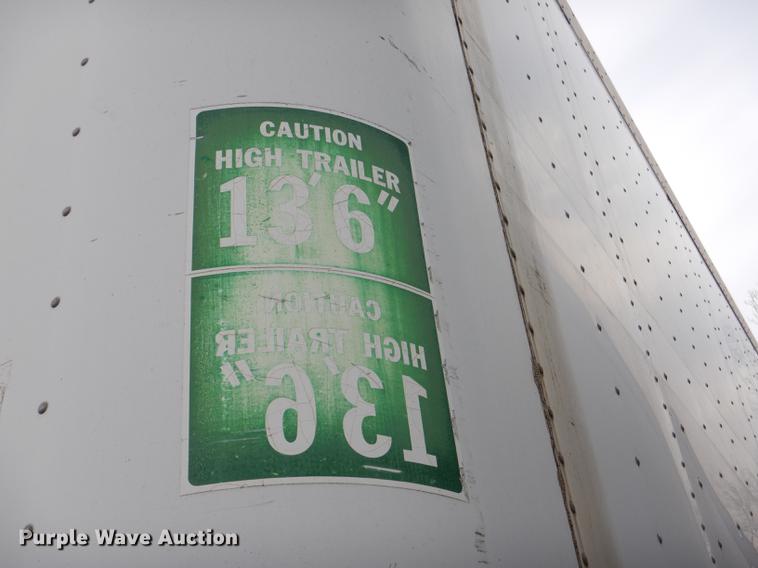 CAUTION
HIGH TRAILER
13' 6"
CAUTION
HIGH TRAILER
13' 6"
Purple Wave Auction